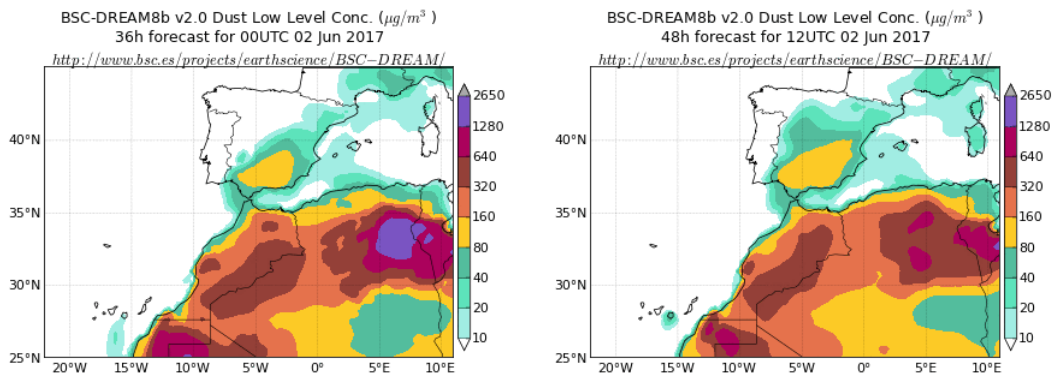 BSC-DREAM8b v2.0 Dust Low Level Conc. (μg/m³ )
36h forecast for 00UTC 02 Jun 2017
http://www.bsc.es/projects/earthscience/BSC−DREAM/
40°N
35°N
30°N
25°N
20°W
15°W
10°W
5°W
0°
5°E
10°E
2650
1280
640
320
160
80
40
20
10
BSC-DREAM8b v2.0 Dust Low Level Conc. (μg/m³ )
48h forecast for 12UTC 02 Jun 2017
http://www.bsc.es/projects/earthscience/BSC−DREAM/
40°N
35°N
30°N
25°N
20°W
15°W
10°W
5°W
0°
5°E
10°E
2650
1280
640
320
160
80
40
20
10